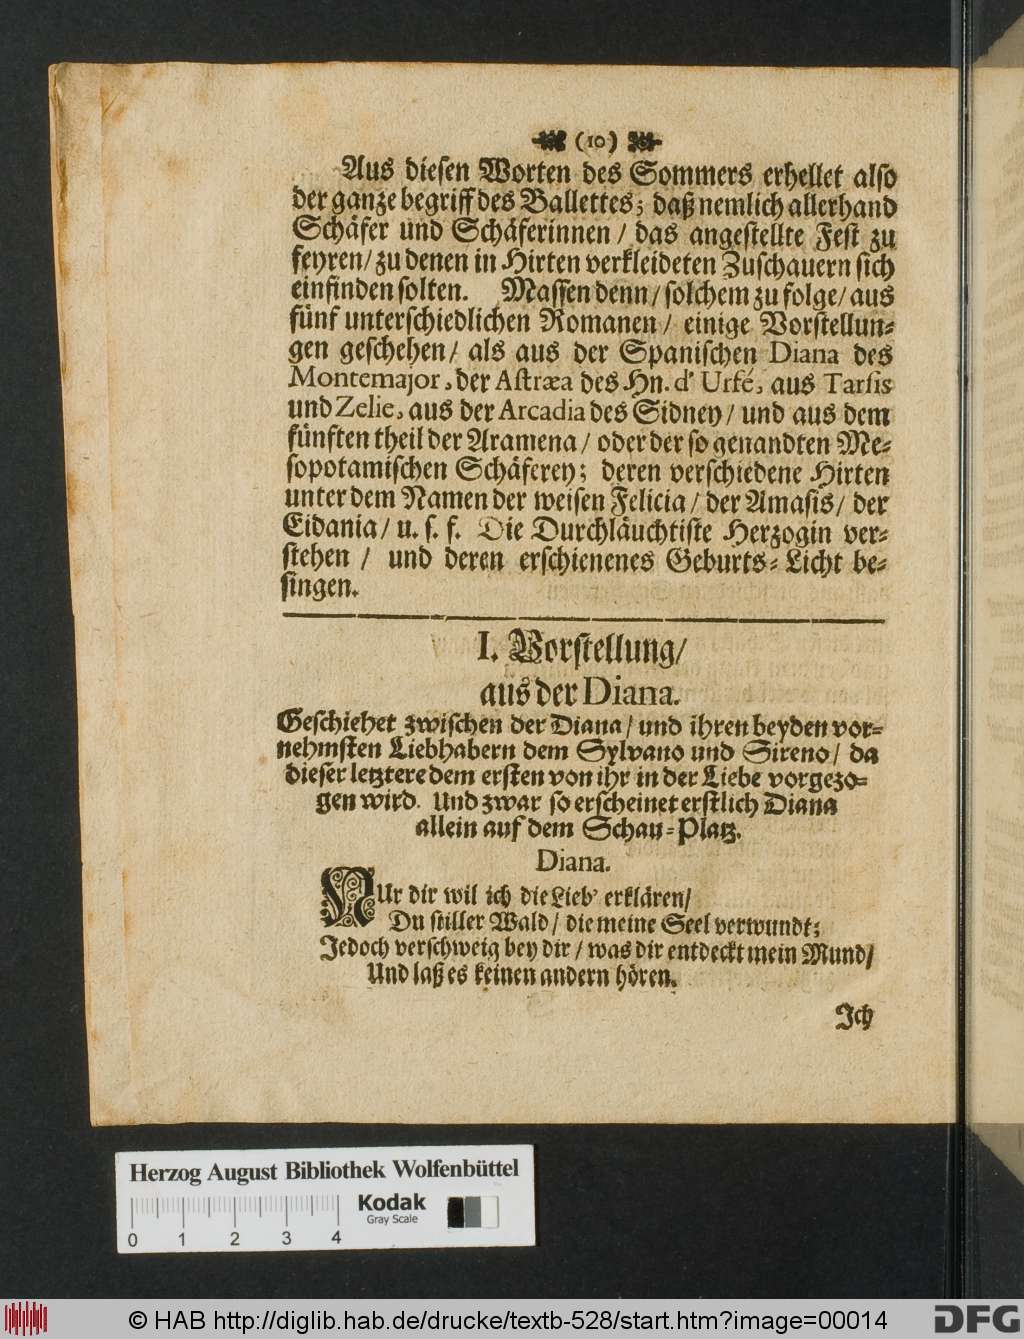 (10)
Aus diesen Worten des Sommers erhellet also
der ganze begriff des Ballettes; daß nemlich allerhand
Schäfer und Schäferinnen / das angestellte Fest zu
feyren / zu denen in Hirten verkleideten Zuschauern sich
einfinden solten. Massen denn / solchem zu folge / aus
fünf unterschiedlichen Romanen / einige Vorstellun-
gen geschehen / als aus der Spanischen Diana des
Montemajor, der Astræa des Hn. d' Urfé, aus Tarsis
und Zelie, aus der Arcadia des Sidney / und aus dem
fünften theil der Aramena / oder der so genandten Me-
sopotamischen Schäferey; deren verschiedene Hirten
unter dem Namen der weisen Felicia / der Amasis / der
Eidania / u. s. f. Die Durchläuchtiste Herzogin ver-
stehen / und deren erschienenes Geburts-Licht be-
singen.
I. Vorstellung /
aus der Diana.
Geschiehet zwischen der Diana / und ihren beyden vor-
nehmsten Liebhabern dem Sylvano und Sireno / da
dieser letztere dem ersten von ihr in der Liebe vorgezo-
gen wird. Und zwar so erscheinet erstlich Diana
allein auf dem Schau-Platz.
Diana.
NUr dir wil ich die Lieb' erklären /
Du stiller Wald / die meine Seel verwundt;
Jedoch verschweig bey dir / was dir entdeckt mein Mund /
Und laß es keinen andern hören.
Ich
Herzog August Bibliothek Wolfenbüttel
Kodak
Gray Scale
0 1 2 3 4
© HAB http://diglib.hab.de/drucke/textb-528/start.htm?image=00014
DFG